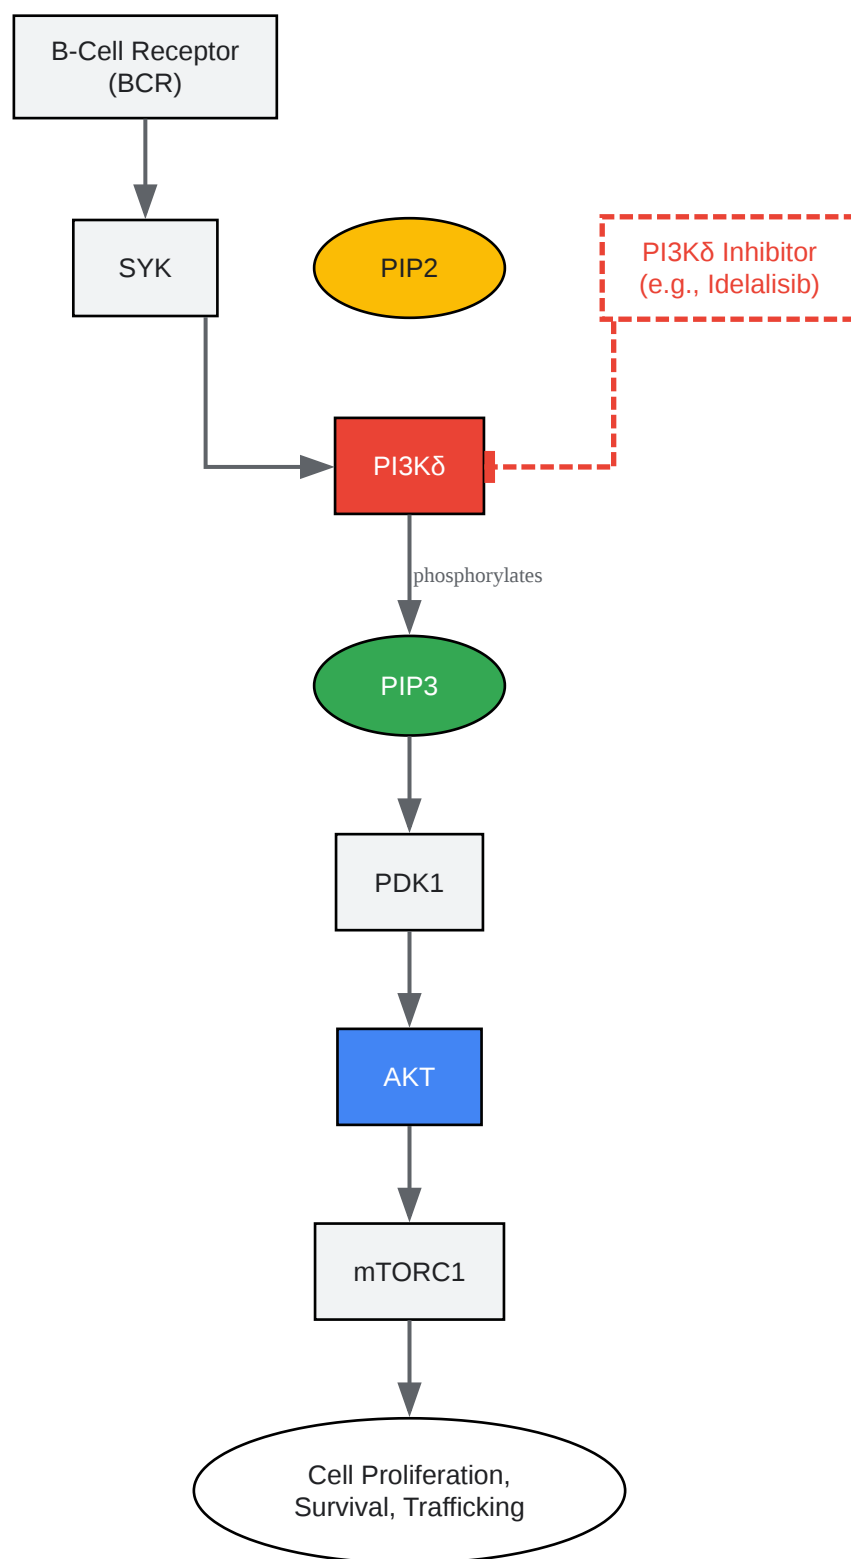 B-Cell Receptor
(BCR)
SYK
PIP2
PI3Kδ Inhibitor
(e.g., Idelalisib)
PI3Kδ
phosphorylates
PIP3
PDK1
AKT
mTORC1
Cell Proliferation,
Survival, Trafficking